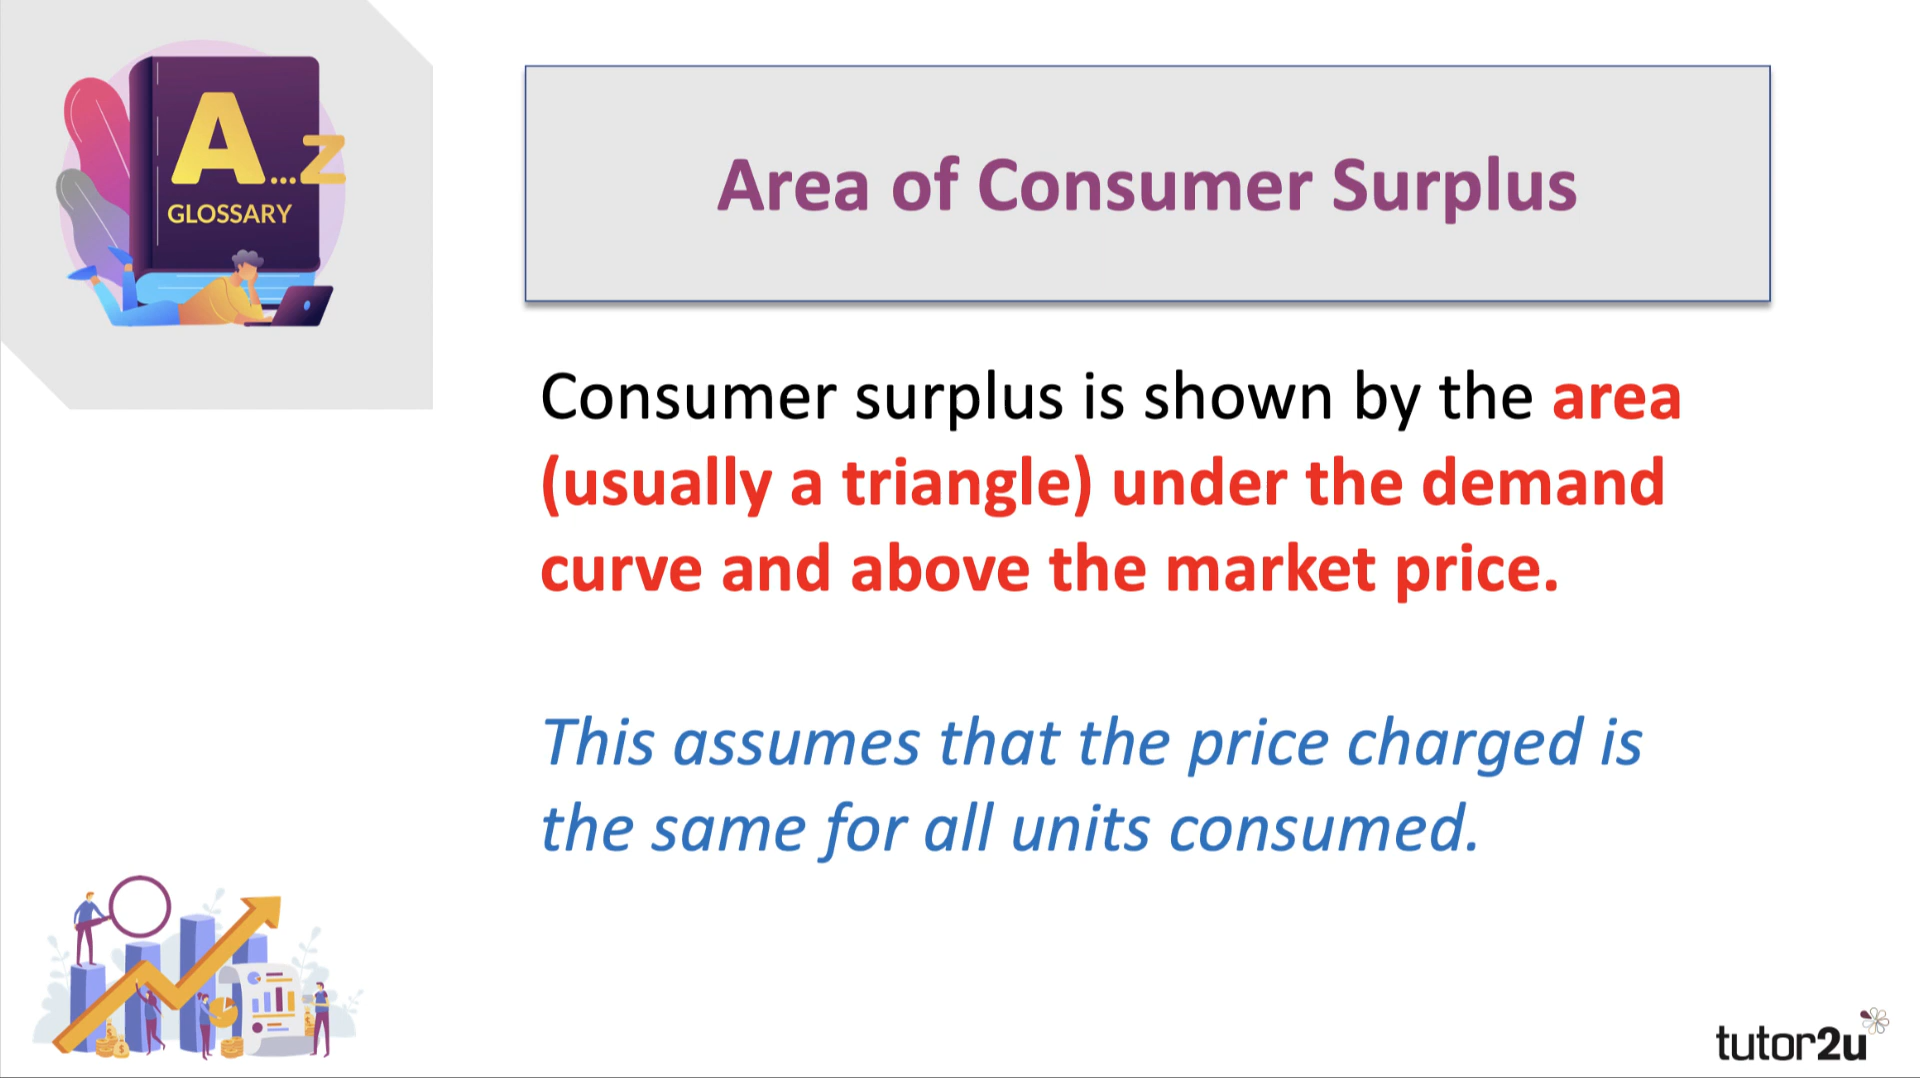 A...Z
GLOSSARY
Area of Consumer Surplus
Consumer surplus is shown by the area
(usually a triangle) under the demand
curve and above the market price.
This assumes that the price charged is
the same for all units consumed.
tutor2u